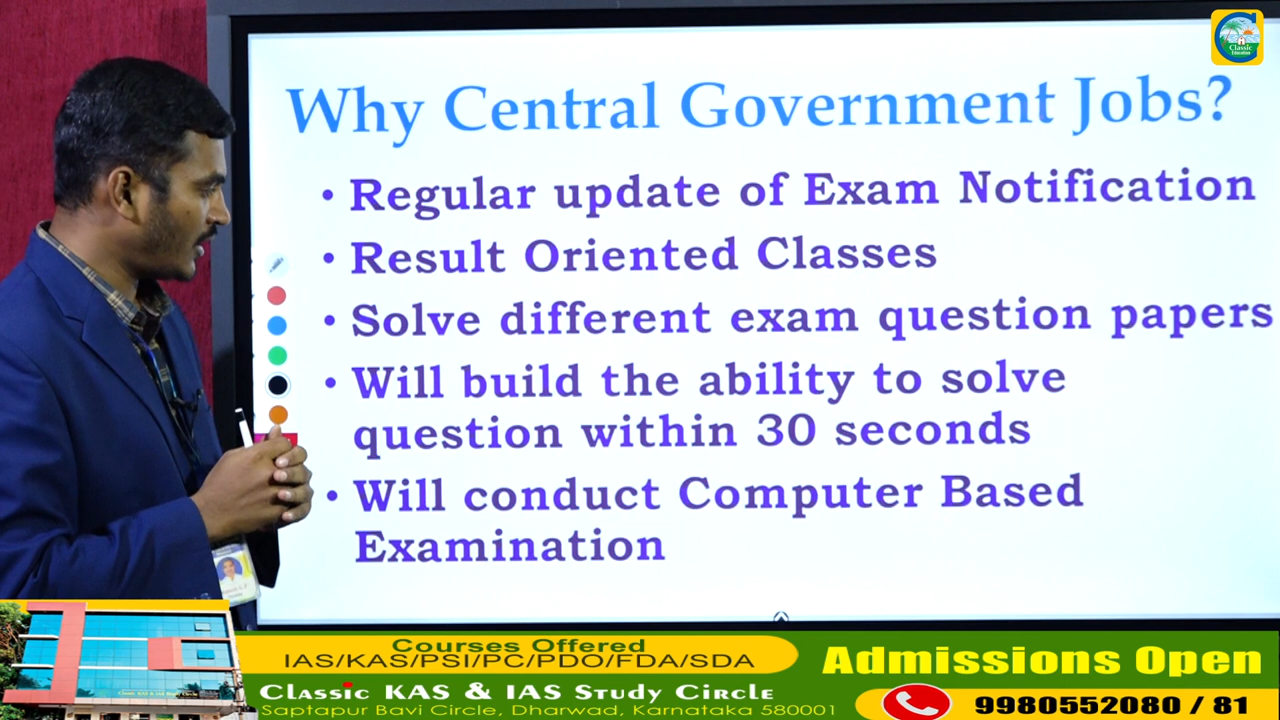 Classic
Education
Why Central Government Jobs?
• Regular update of Exam Notification
• Result Oriented Classes
• Solve different exam question papers
• Will build the ability to solve
question within 30 seconds
• Will conduct Computer Based
Examination
Courses Offered
IAS/KAS/PSI/PC/PDO/FDA/SDA
Classic KAS & IAS Study Circle
Saptapur Bavi Circle, Dharwad, Karnataka 580001
Admissions Open
9980552080 / 81